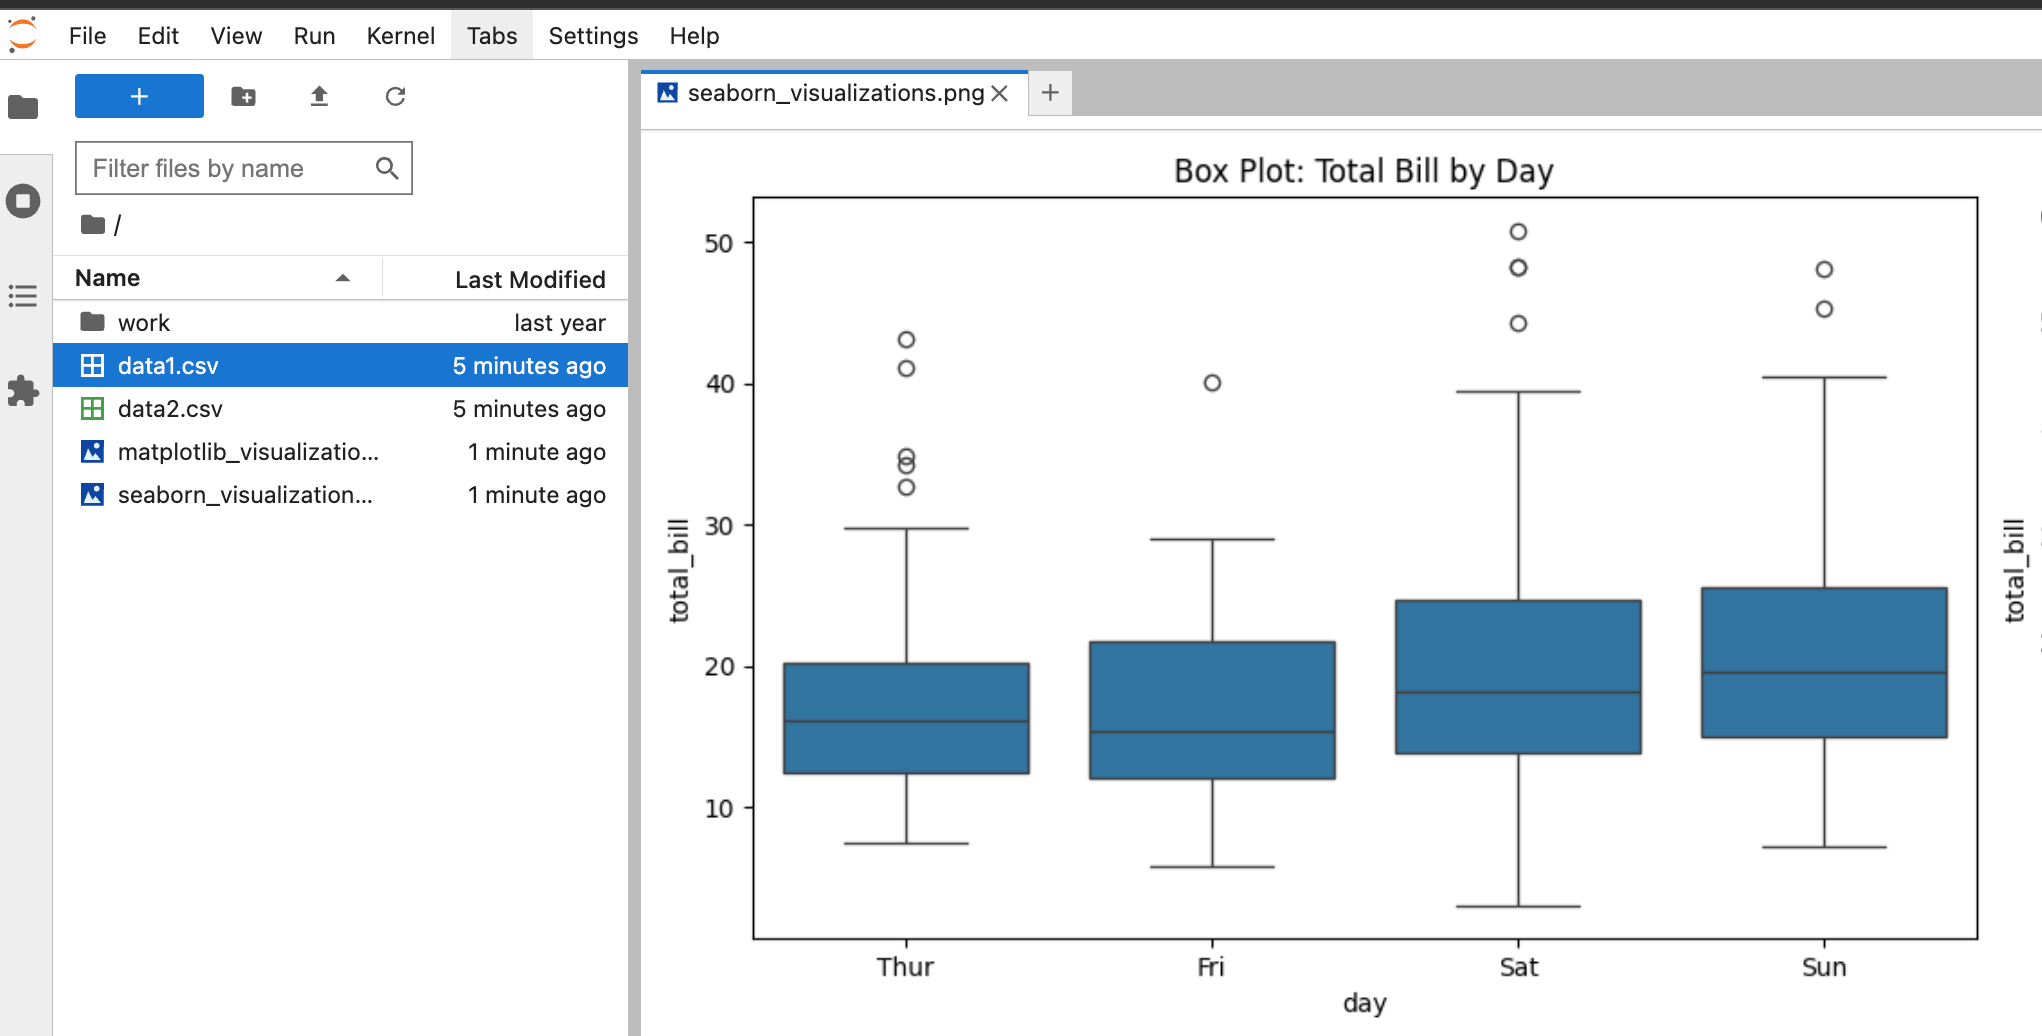 File Edit View Run Kernel Tabs Settings Help
+
Filter files by name
/
Name Last Modified
work last year
data1.csv 5 minutes ago
data2.csv 5 minutes ago
matplotlib_visualizatio... 1 minute ago
seaborn_visualization... 1 minute ago
seaborn_visualizations.png
Box Plot: Total Bill by Day
total_bill
50
40
30
20
10
Thur Fri Sat Sun
day
total_bill